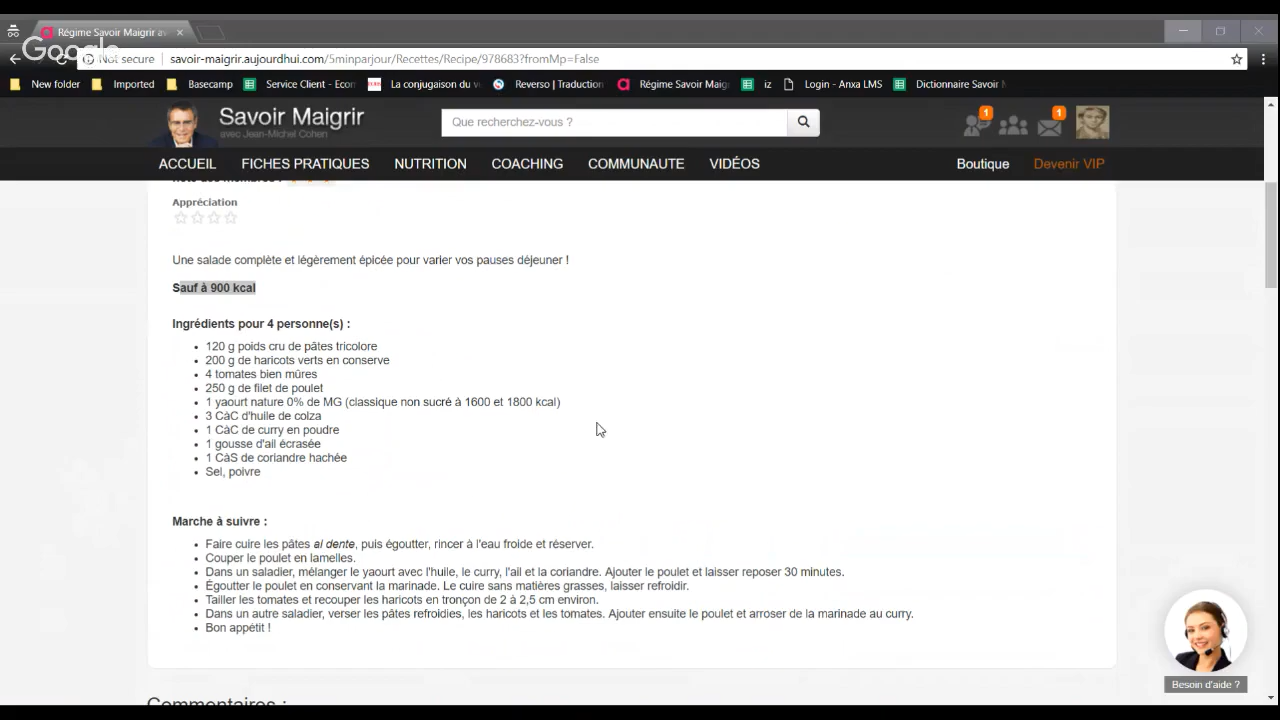 Régime Savoir Maigrir av
Google
Not secure
savoir-maigrir.aujourdhui.com/5minparjour/Recettes/Recipe/978683?fromMp=False
New folder Imported Basecamp Service Client - Econ La conjugaison du v Reverso | Traduction Régime Savoir Maig iz Login - Anxa LMS Dictionnaire Savoir
Savoir Maigrir
avec Jean-Michel Cohen
Que recherchez-vous ?
1 1
ACCUEIL FICHES PRATIQUES NUTRITION COACHING COMMUNAUTE VIDÉOS Boutique Devenir VIP
Note des membres :
Appréciation
Une salade complète et légèrement épicée pour varier vos pauses déjeuner !
Sauf à 900 kcal
Ingrédients pour 4 personne(s) :
120 g poids cru de pâtes tricolore
200 g de haricots verts en conserve
4 tomates bien mûres
250 g de filet de poulet
1 yaourt nature 0% de MG (classique non sucré à 1600 et 1800 kcal)
3 CàC d'huile de colza
1 CàC de curry en poudre
1 gousse d'ail écrasée
1 CàS de coriandre hachée
Sel, poivre
Marche à suivre :
Faire cuire les pâtes al dente, puis égoutter, rincer à l'eau froide et réserver.
Couper le poulet en lamelles.
Dans un saladier, mélanger le yaourt avec l'huile, le curry, l'ail et la coriandre. Ajouter le poulet et laisser reposer 30 minutes.
Égoutter le poulet en conservant la marinade. Le cuire sans matières grasses, laisser refroidir.
Tailler les tomates et recouper les haricots en tronçon de 2 à 2,5 cm environ.
Dans un autre saladier, verser les pâtes refroidies, les haricots et les tomates. Ajouter ensuite le poulet et arroser de la marinade au curry.
Bon appétit !
Besoin d'aide ?
Commentaires :